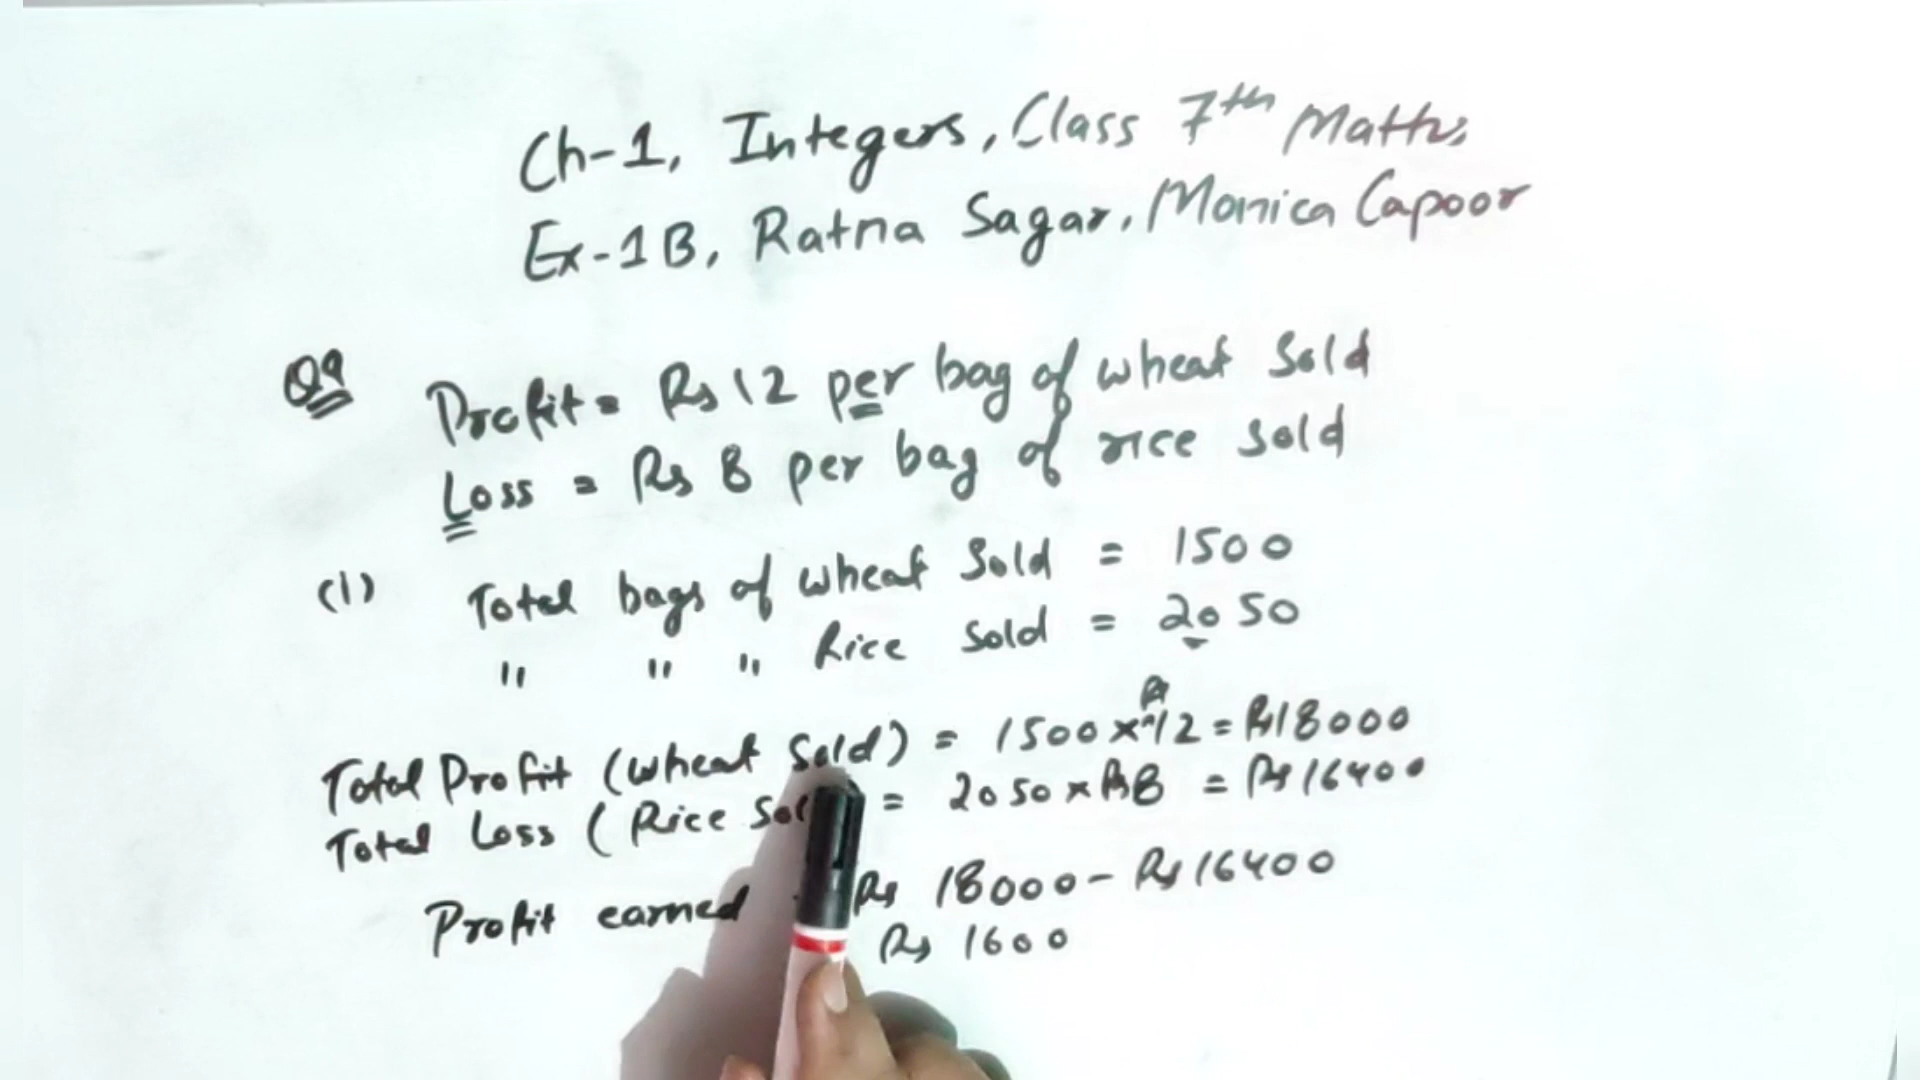 Ch-1, Integers, Class 7th Maths
Ex-1B, Ratna Sagar, Monica Capoor
Q9 Profit = Rs 12 per bag of wheat Sold
Loss = Rs 8 per bag of rice sold
(1) Total bags of wheat Sold = 1500
" " " Rice Sold = 2050
Total Profit (wheat Sold) = 1500 × Rs 12 = Rs 18000
Total Loss (Rice Sol = 2050 × Rs 8 = Rs 16400
Profit earned Rs 18000 - Rs 16400
Rs 1600